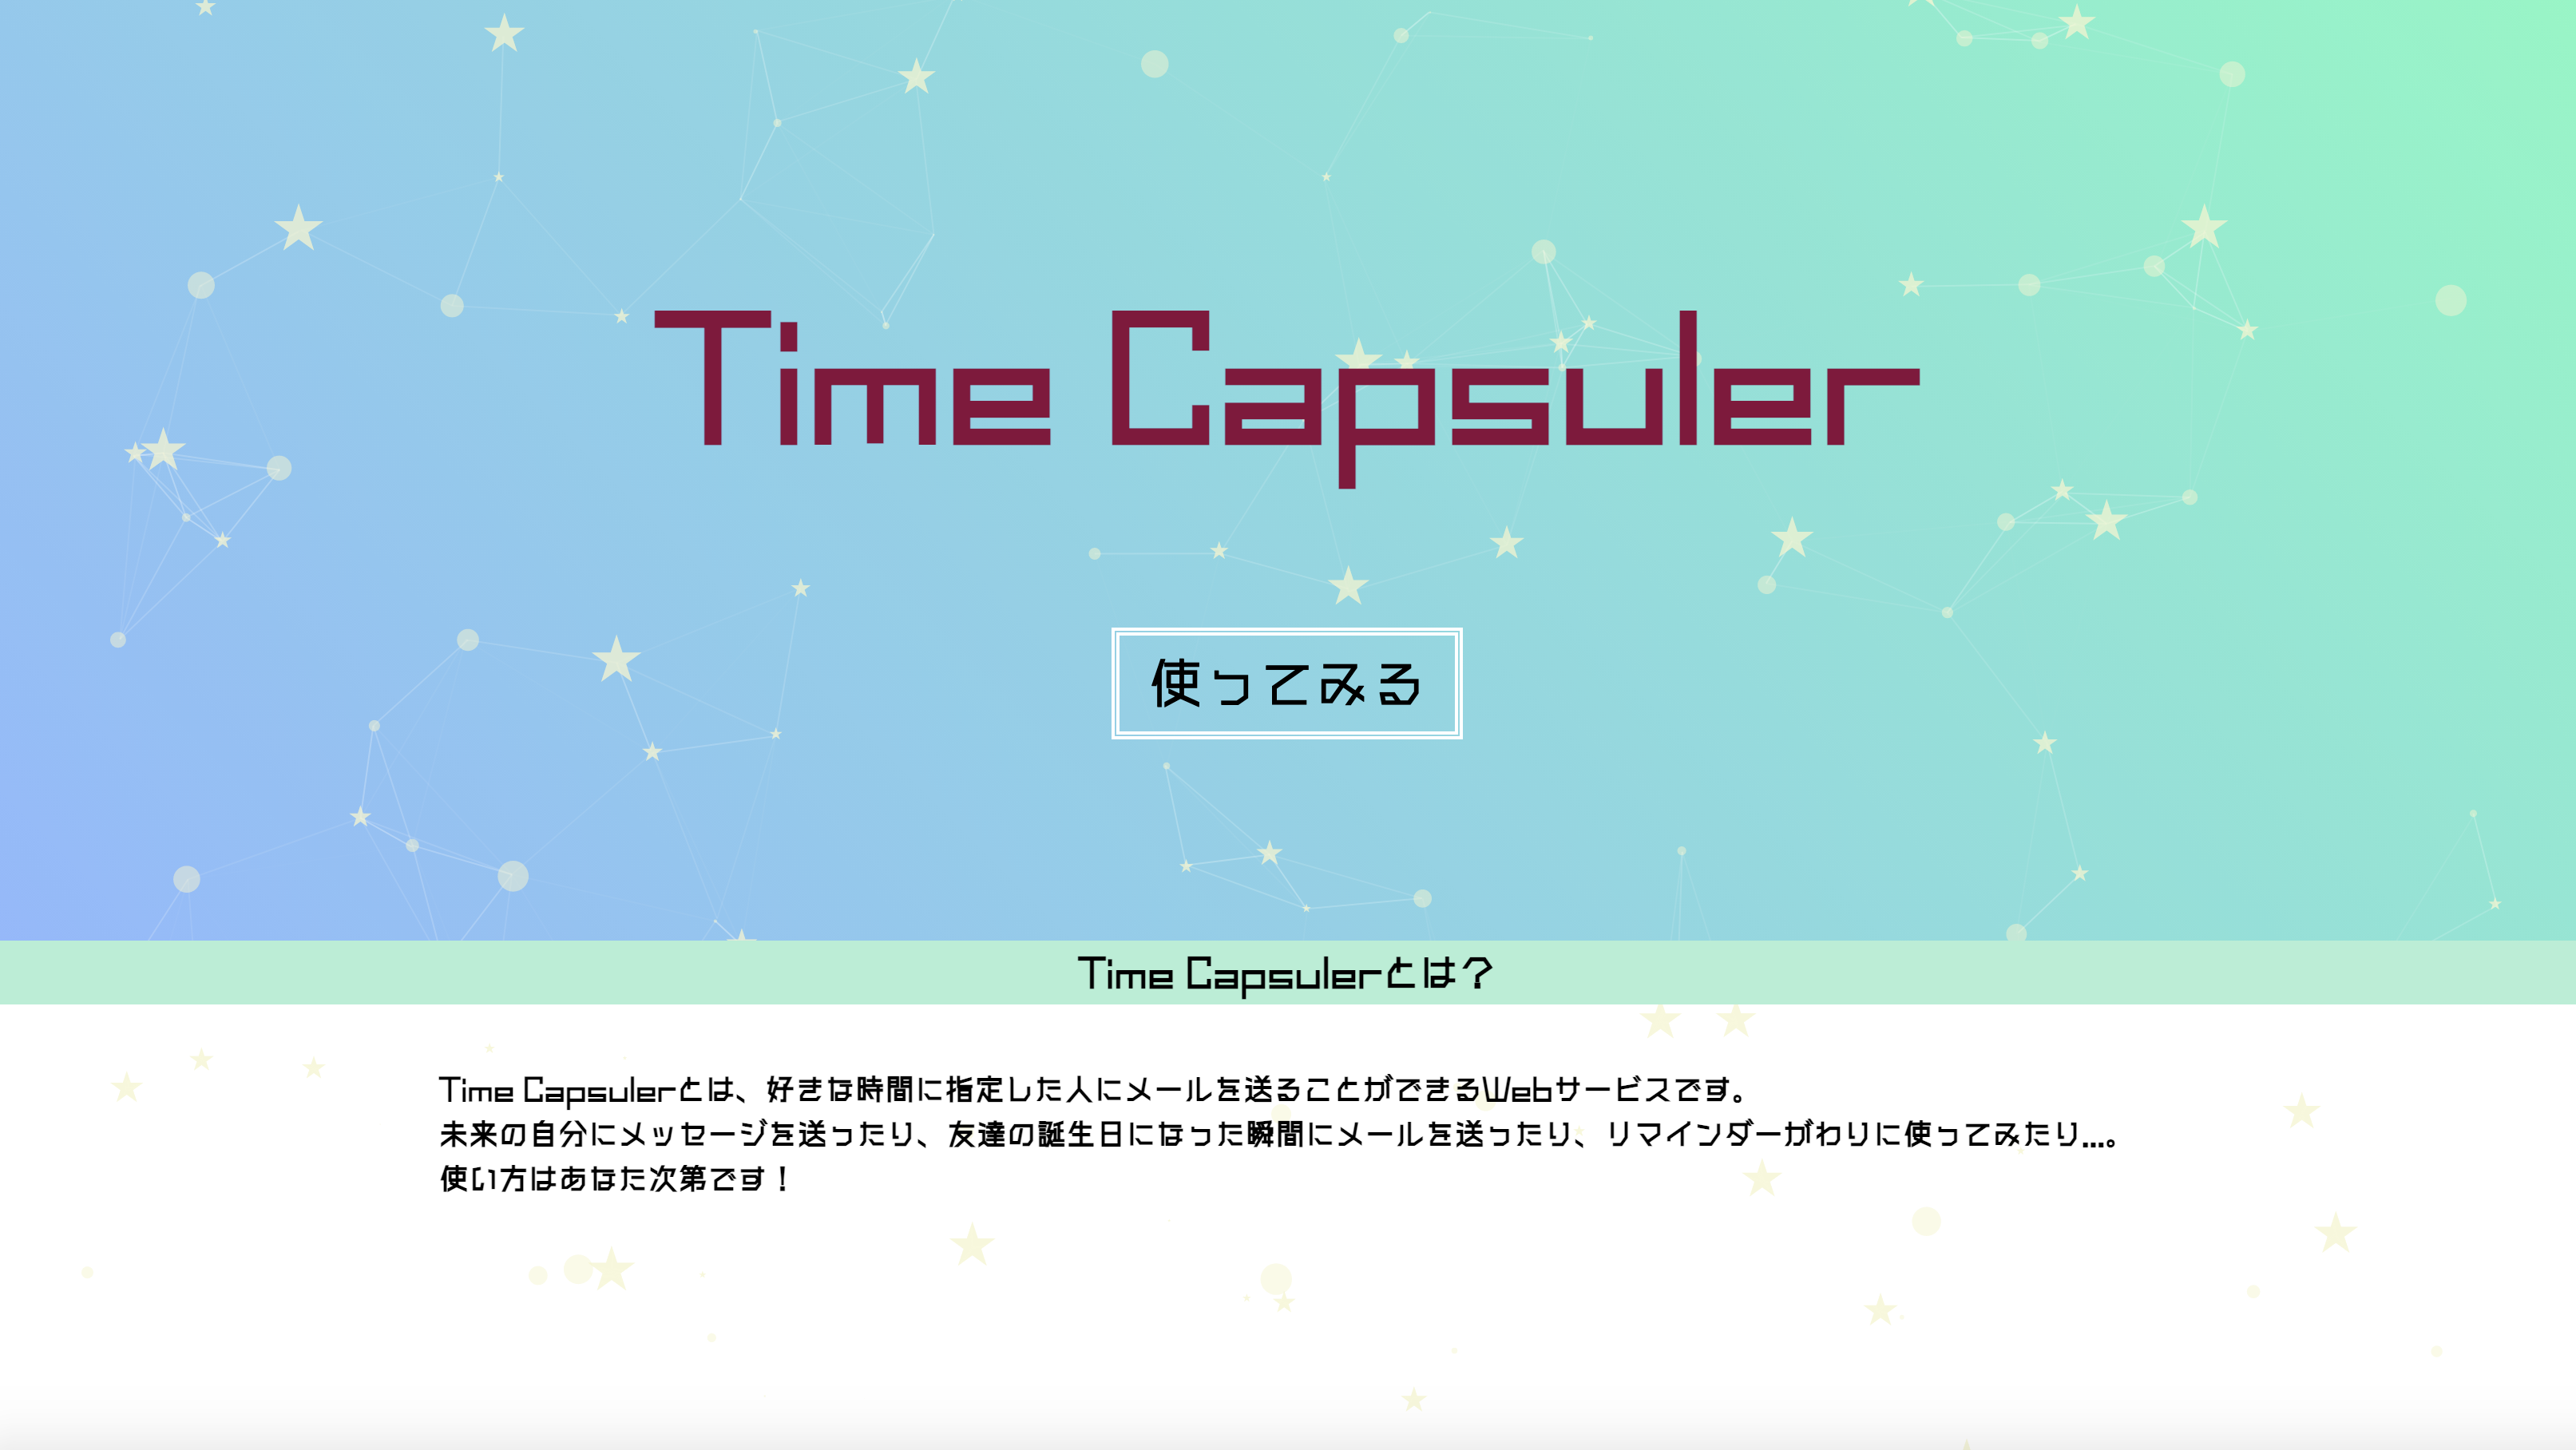 Time Capsuler
使ってみる
Time Capsulerとは？
Time Capsulerとは、好きな時間に指定した人にメールを送ることができるWebサービスです。
未来の自分にメッセージを送ったり、友達の誕生日になった瞬間にメールを送ったり、リマインダーがわりに使ってみたり...。
使い方はあなた次第です！